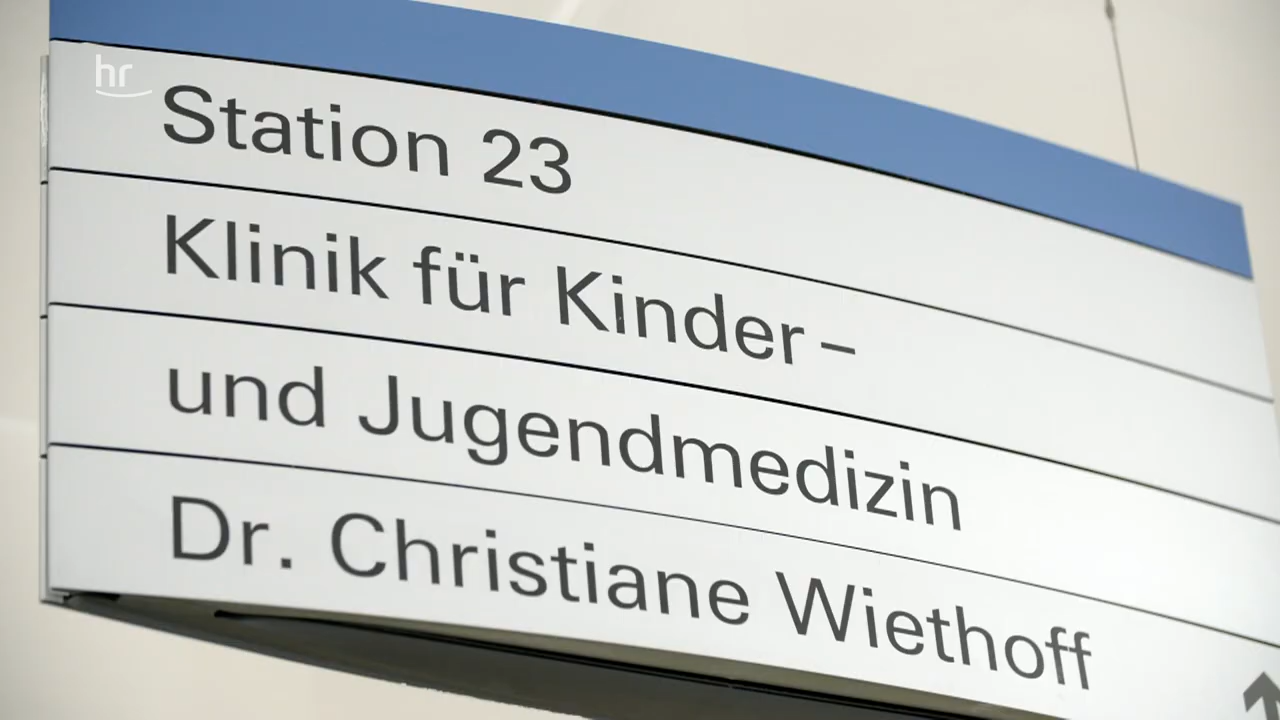 hr
Station 23
Klinik für Kinder –
und Jugendmedizin
Dr. Christiane Wiethoff